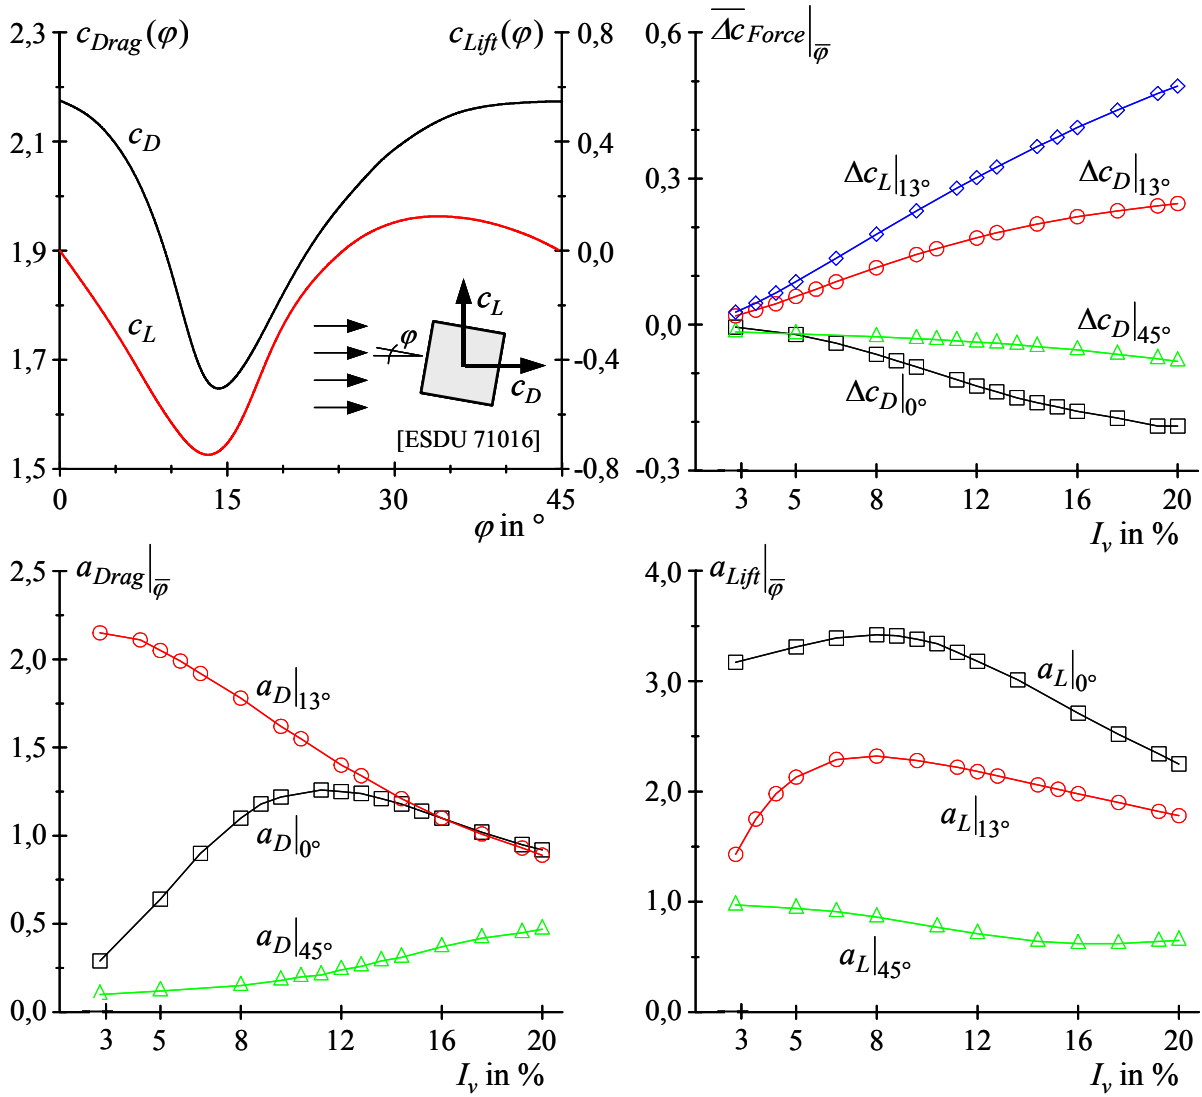 2,3
c_Drag(φ)
c_Lift(φ)
0,8
2,1
c_D
0,4
1,9
0,0
c_L
1,7
c_L
φ
-0,4
c_D
[ESDU 71016]
1,5
-0,8
0 15 30 45
φ in °
0,6
Δc̅_Force|_φ̅
Δc_L|13°
Δc_D|13°
0,3
0,0
Δc_D|45°
Δc_D|0°
-0,3
3 5 8 12 16 20
I_v in %
2,5
a_Drag|_φ̅
2,0
a_D|13°
1,5
1,0
a_D|0°
0,5
a_D|45°
0,0
3 5 8 12 16 20
I_v in %
4,0
a_Lift|_φ̅
a_L|0°
3,0
2,0
a_L|13°
1,0
a_L|45°
0,0
3 5 8 12 16 20
I_v in %